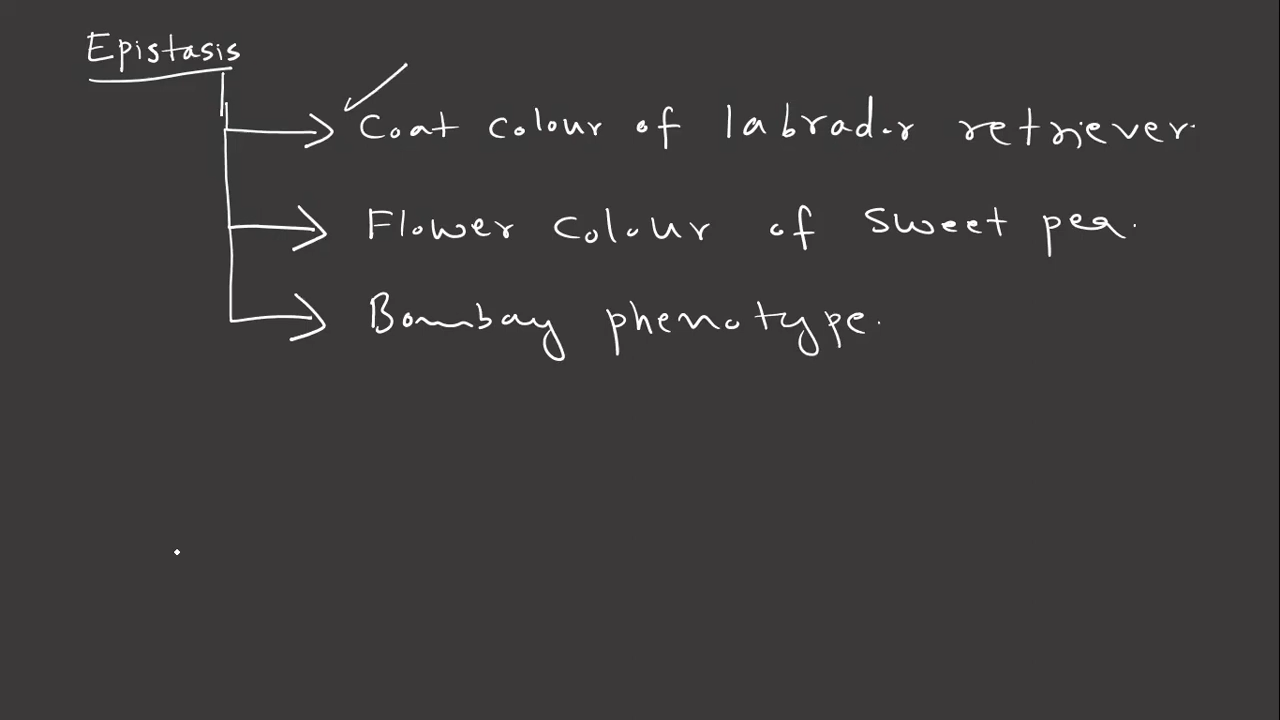 Epistasis
Coat colour of labrador retriever.
Flower colour of sweet pea.
Bombay phenotype.